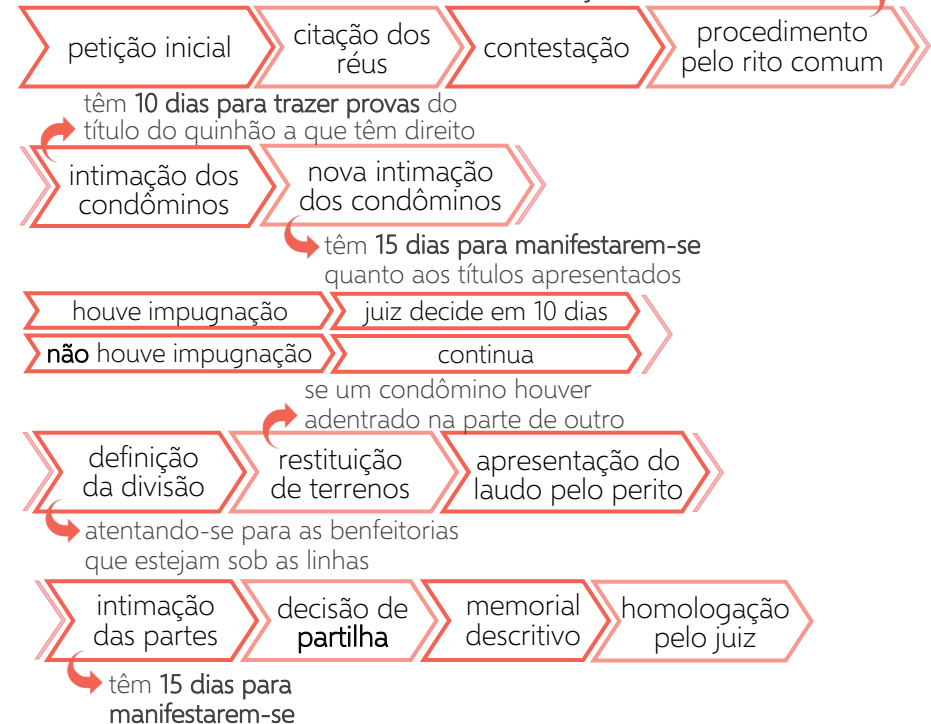 petição inicial
citação dos
réus
contestação
procedimento
pelo rito comum
têm 10 dias para trazer provas do
título do quinhão a que têm direito
intimação dos
condôminos
nova intimação
dos condôminos
têm 15 dias para manifestarem-se
quanto aos títulos apresentados
houve impugnação
juiz decide em 10 dias
não houve impugnação
continua
se um condômino houver
adentrado na parte de outro
definição
da divisão
restituição
de terrenos
apresentação do
laudo pelo perito
atentando-se para as benfeitorias
que estejam sob as linhas
intimação
das partes
decisão de
partilha
memorial
descritivo
homologação
pelo juiz
têm 15 dias para
manifestarem-se